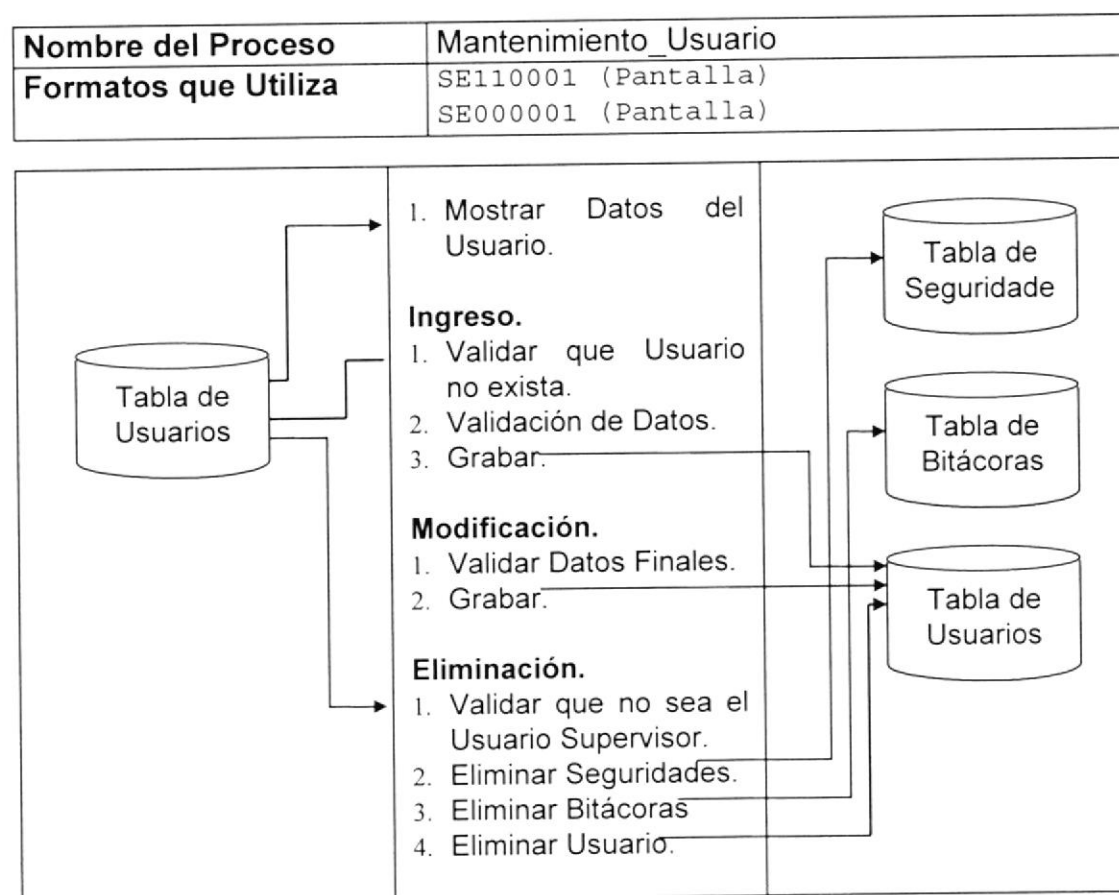 Nombre del Proceso
Mantenimiento_Usuario
Formatos que Utiliza
SE110001 (Pantalla)
SE000001 (Pantalla)
Tabla de
Usuarios
1. Mostrar Datos del
Usuario.
Ingreso.
1. Validar que Usuario
no exista.
2. Validación de Datos.
3. Grabar.
Modificación.
1. Validar Datos Finales.
2. Grabar.
Eliminación.
1. Validar que no sea el
Usuario Supervisor.
2. Eliminar Seguridades.
3. Eliminar Bitácoras
4. Eliminar Usuario.
Tabla de
Seguridade
Tabla de
Bitácoras
Tabla de
Usuarios